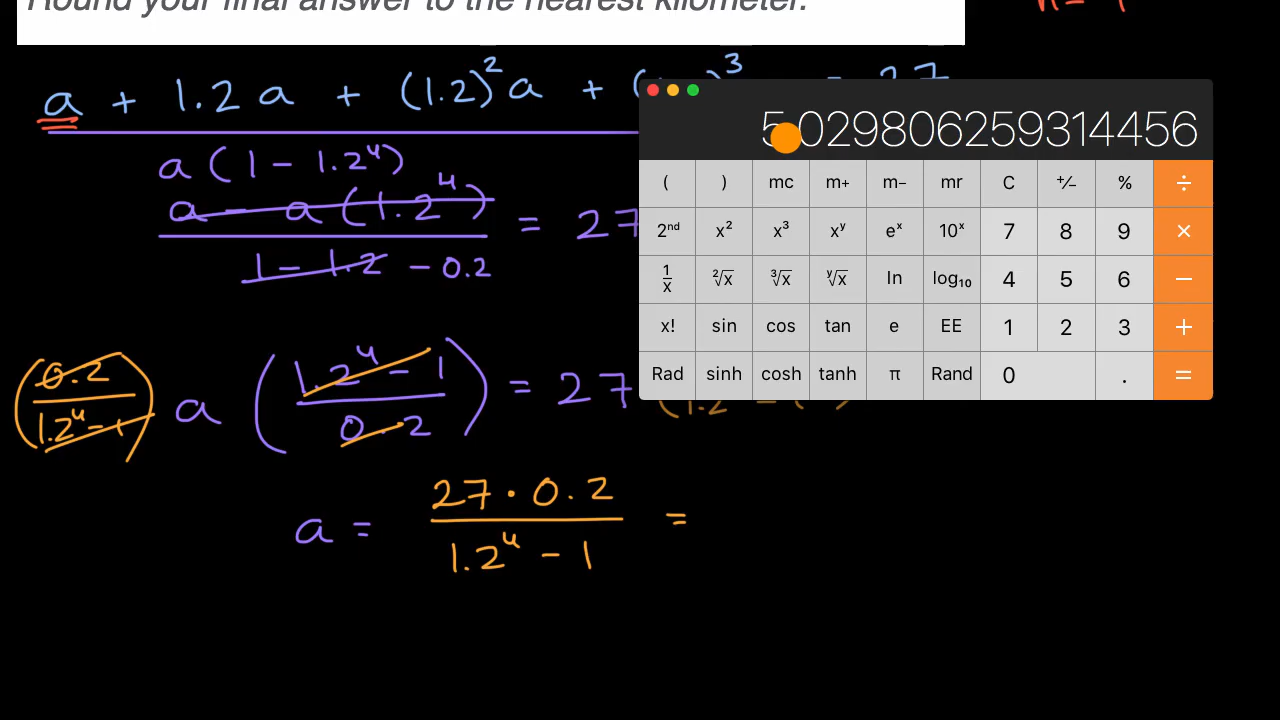 Round your final answer to the nearest kilometer.
a + 1.2a + (1.2)²a + ( )³ = 27
5.029806259314456
a(1 - 1.2⁴)
a - a(1.2⁴) = 27
1 - 1.2 -0.2
( ) mc m+ m- mr C ⁺∕₋ % ÷
2ⁿᵈ x² x³ xʸ eˣ 10ˣ 7 8 9 ×
1/x ²√x ³√x ʸ√x ln log₁₀ 4 5 6 −
x! sin cos tan e EE 1 2 3 +
Rad sinh cosh tanh π Rand 0 . =
(0.2 / 1.2⁴ - 1) a (1.2⁴ - 1 / 0.2) = 27
a = 27 · 0.2 / 1.2⁴ - 1 =